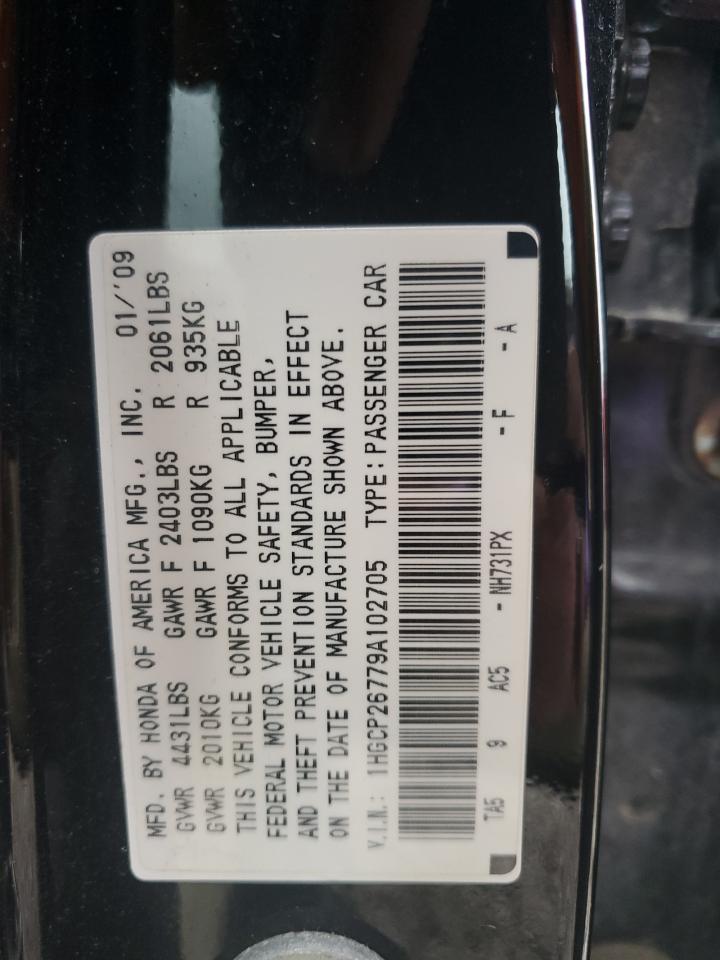 MFD. BY HONDA OF AMERICA MFG., INC. 01/'09
GVWR 4431LBS GAWR F 2403LBS R 2061LBS
GVWR 2010KG GAWR F 1090KG R 935KG
THIS VEHICLE CONFORMS TO ALL APPLICABLE
FEDERAL MOTOR VEHICLE SAFETY, BUMPER,
AND THEFT PREVENTION STANDARDS IN EFFECT
ON THE DATE OF MANUFACTURE SHOWN ABOVE.
V.I.N.: 1HGCP26779A102705 TYPE:PASSENGER CAR
TA5 9 AC5 - NH731PX - F - A